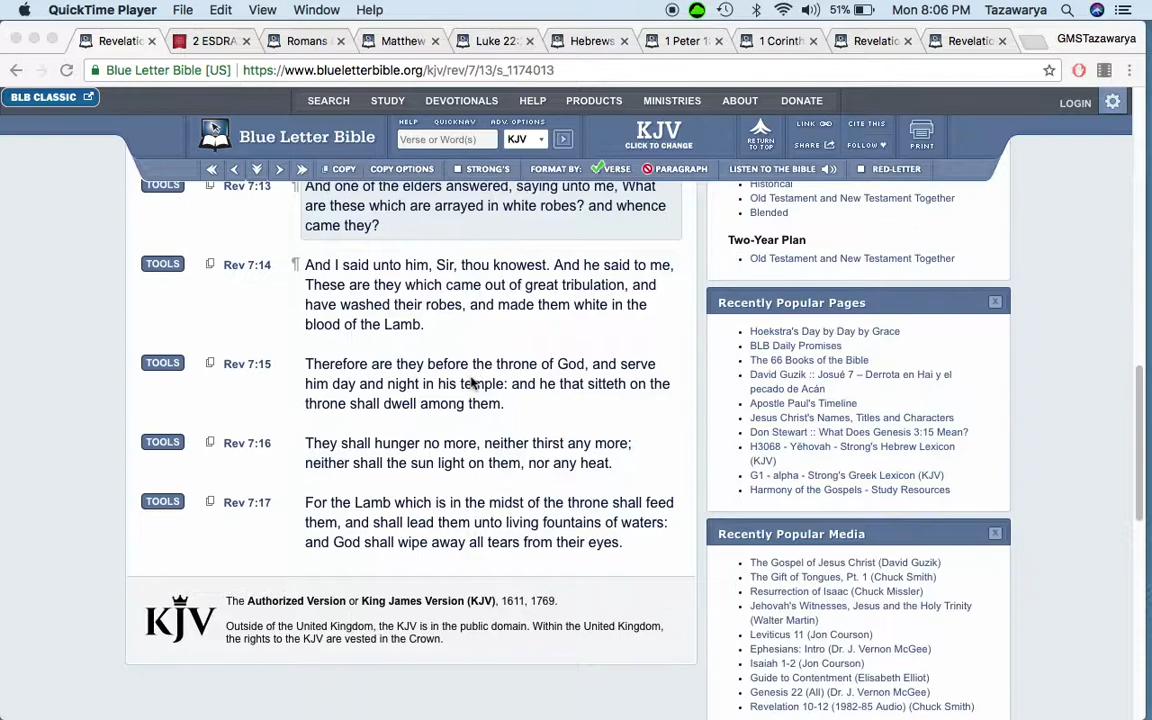 QuickTime Player File Edit View Window Help 51% Mon 8:06 PM Tazawarya
Revelatio 2 ESDRA Romans Matthew Luke 22: Hebrews 1 Peter 1 1 Corinth Revelatio Revelatio GMSTazawarya
Blue Letter Bible [US] https://www.blueletterbible.org/kjv/rev/7/13/s_1174013
BLB CLASSIC SEARCH STUDY DEVOTIONALS HELP PRODUCTS MINISTRIES ABOUT DONATE LOGIN
HELP QUICKNAV ADV. OPTIONS
Blue Letter Bible Verse or Word(s) KJV KJV
CLICK TO CHANGE
RETURN TO TOP
LINK CITE THIS
SHARE FOLLOW PRINT
COPY COPY OPTIONS STRONG'S FORMAT BY: VERSE PARAGRAPH LISTEN TO THE BIBLE RED-LETTER
TOOLS Rev 7:13 ¶ And one of the elders answered, saying unto me, What
are these which are arrayed in white robes? and whence
came they?
TOOLS Rev 7:14 ¶ And I said unto him, Sir, thou knowest. And he said to me,
These are they which came out of great tribulation, and
have washed their robes, and made them white in the
blood of the Lamb.
TOOLS Rev 7:15 Therefore are they before the throne of God, and serve
him day and night in his temple: and he that sitteth on the
throne shall dwell among them.
TOOLS Rev 7:16 They shall hunger no more, neither thirst any more;
neither shall the sun light on them, nor any heat.
TOOLS Rev 7:17 For the Lamb which is in the midst of the throne shall feed
them, and shall lead them unto living fountains of waters:
and God shall wipe away all tears from their eyes.
KJV
The Authorized Version or King James Version (KJV), 1611, 1769.
Outside of the United Kingdom, the KJV is in the public domain. Within the United Kingdom,
the rights to the KJV are vested in the Crown.
Historical
Old Testament and New Testament Together
Blended
Two-Year Plan
Old Testament and New Testament Together
Recently Popular Pages x
Hoekstra's Day by Day by Grace
BLB Daily Promises
The 66 Books of the Bible
David Guzik :: Josué 7 – Derrota en Hai y el
pecado de Acán
Apostle Paul's Timeline
Jesus Christ's Names, Titles and Characters
Don Stewart :: What Does Genesis 3:15 Mean?
H3068 - Yĕhovah - Strong's Hebrew Lexicon
(KJV)
G1 - alpha - Strong's Greek Lexicon (KJV)
Harmony of the Gospels - Study Resources
Recently Popular Media x
The Gospel of Jesus Christ (David Guzik)
The Gift of Tongues, Pt. 1 (Chuck Smith)
Resurrection of Isaac (Chuck Missler)
Jehovah's Witnesses, Jesus and the Holy Trinity
(Walter Martin)
Leviticus 11 (Jon Courson)
Ephesians: Intro (Dr. J. Vernon McGee)
Isaiah 1-2 (Jon Courson)
Guide to Contentment (Elisabeth Elliot)
Genesis 22 (All) (Dr. J. Vernon McGee)
Revelation 10-12 (1982-85 Audio) (Chuck Smith)